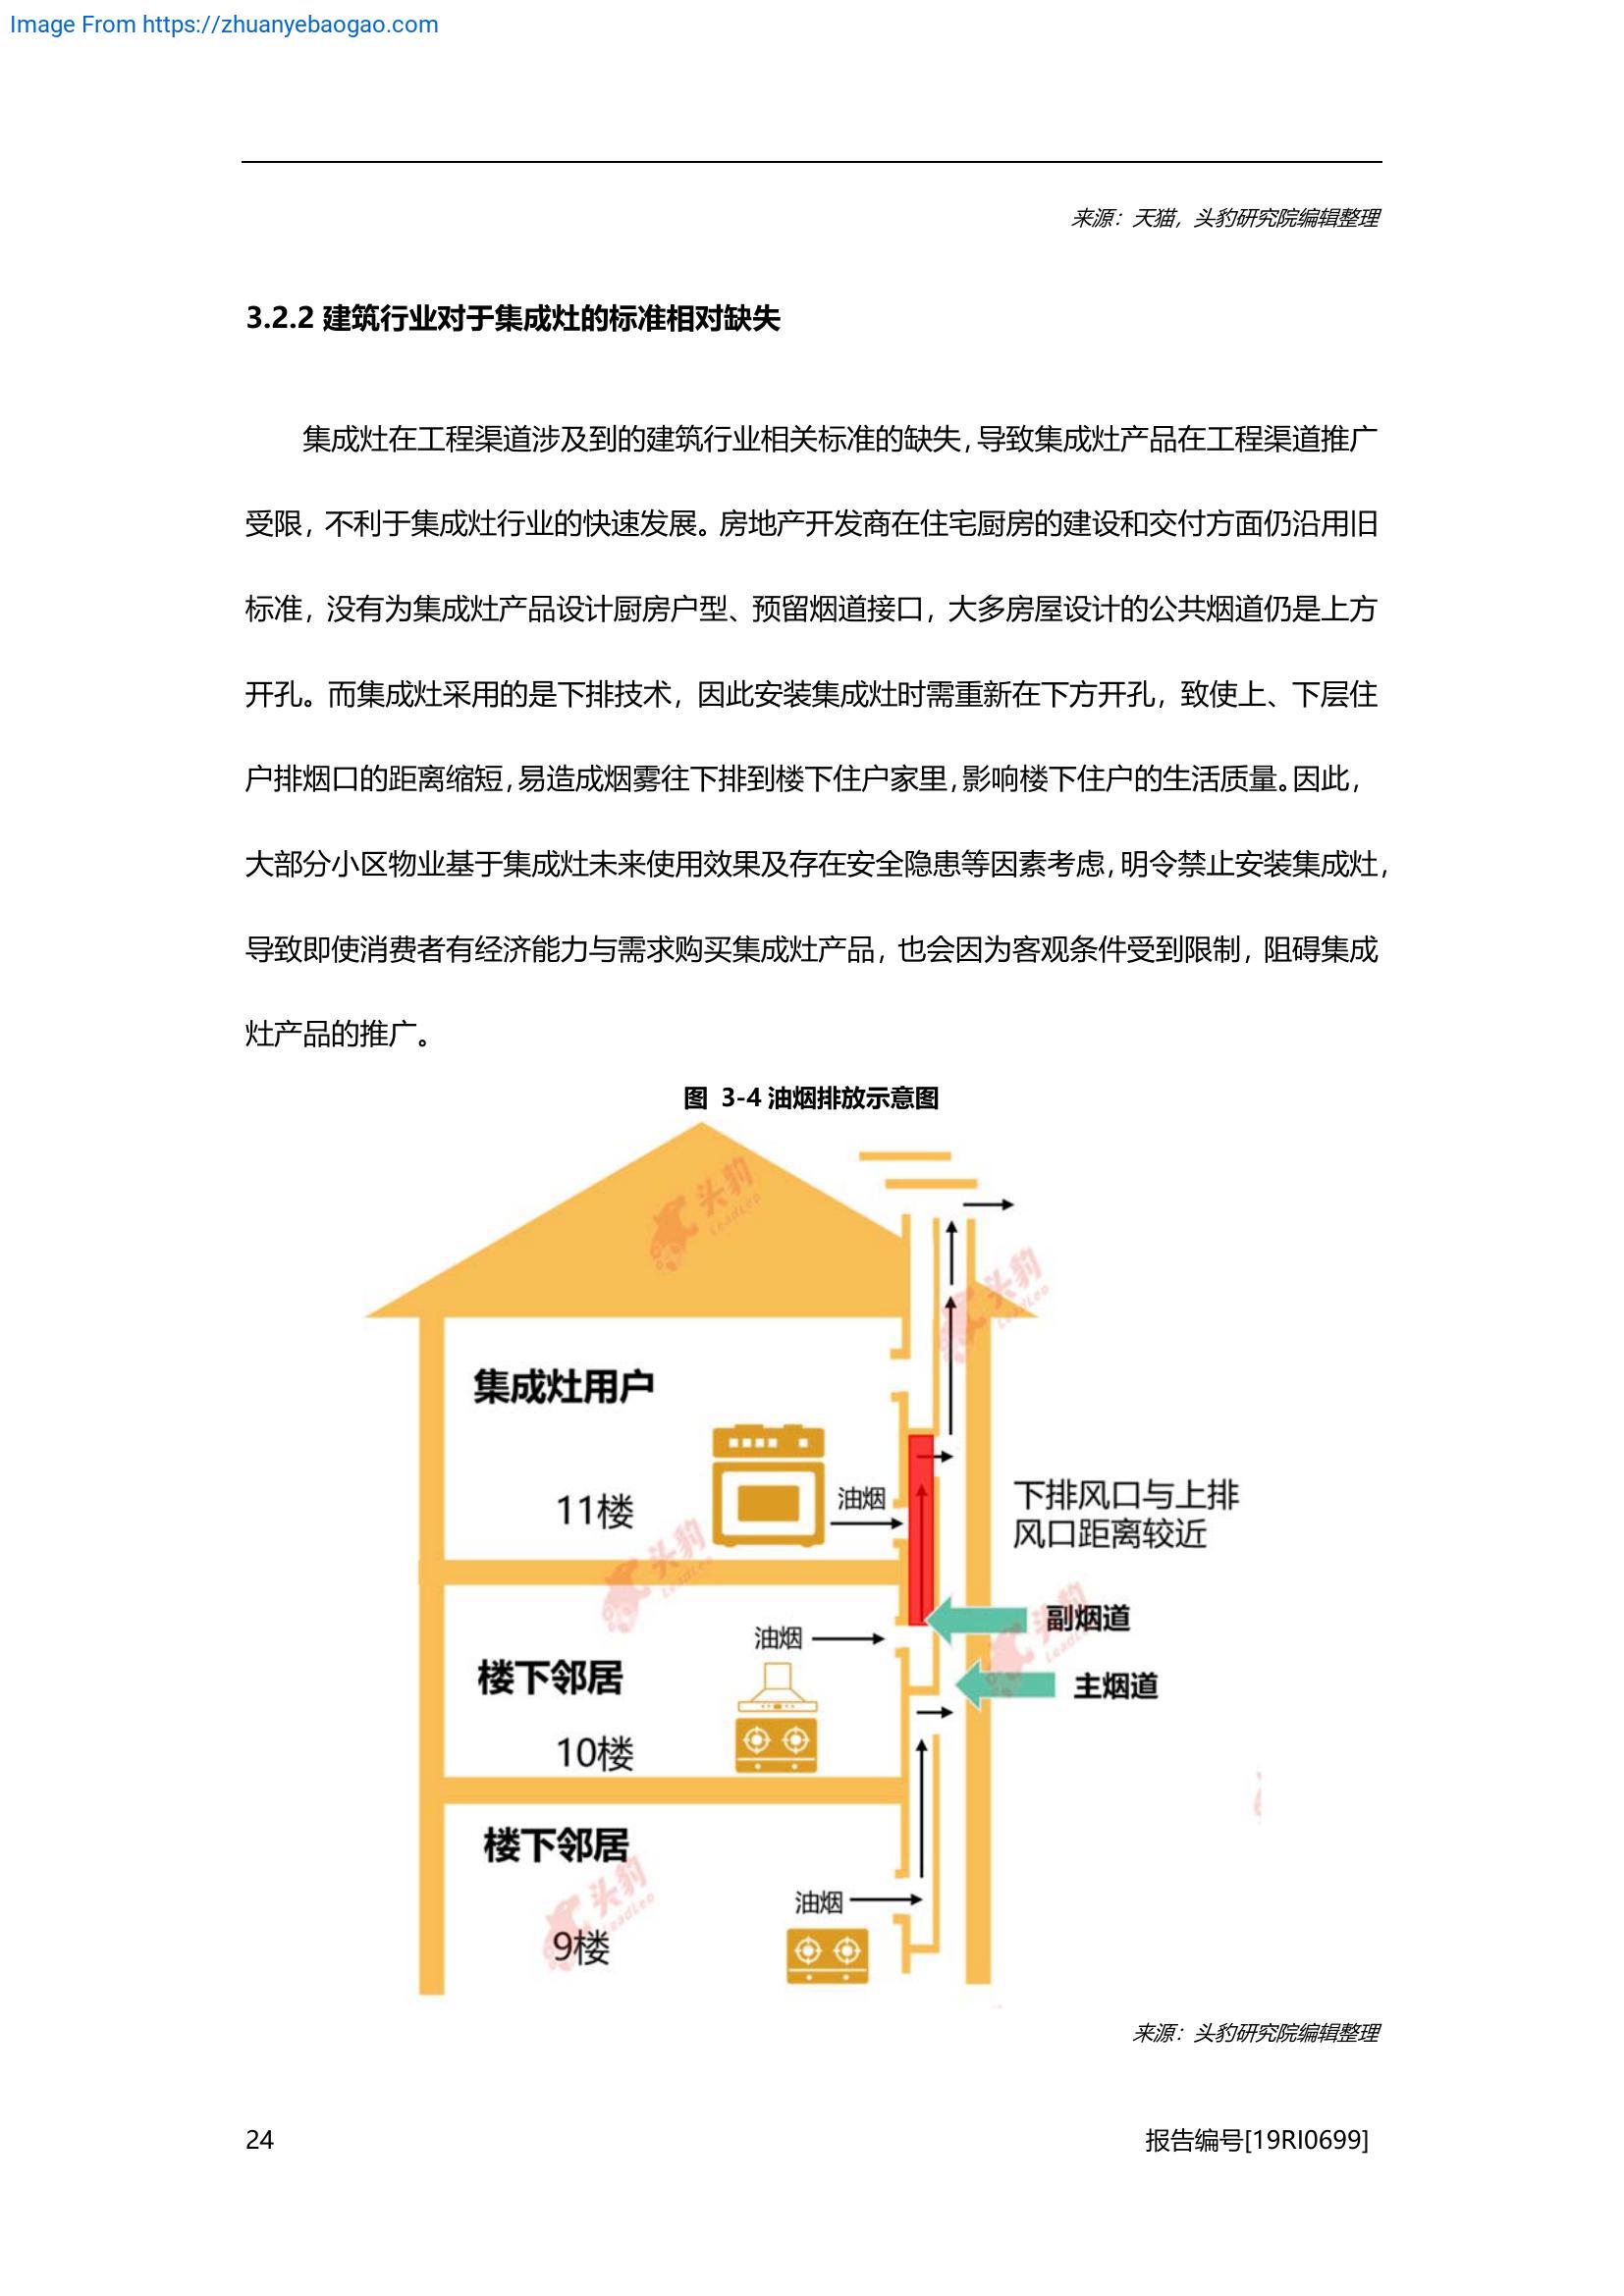 Image From https://zhuanyebaogao.com
来源：天猫，头豹研究院编辑整理
3.2.2 建筑行业对于集成灶的标准相对缺失
集成灶在工程渠道涉及到的建筑行业相关标准的缺失，导致集成灶产品在工程渠道推广
受限，不利于集成灶行业的快速发展。房地产开发商在住宅厨房的建设和交付方面仍沿用旧
标准，没有为集成灶产品设计厨房户型、预留烟道接口，大多房屋设计的公共烟道仍是上方
开孔。而集成灶采用的是下排技术，因此安装集成灶时需重新在下方开孔，致使上、下层住
户排烟口的距离缩短，易造成烟雾往下排到楼下住户家里，影响楼下住户的生活质量。因此，
大部分小区物业基于集成灶未来使用效果及存在安全隐患等因素考虑，明令禁止安装集成灶，
导致即使消费者有经济能力与需求购买集成灶产品，也会因为客观条件受到限制，阻碍集成
灶产品的推广。
图 3-4 油烟排放示意图
头豹
LeadLeo
头豹
LeadLeo
集成灶用户
11楼
油烟
下排风口与上排
风口距离较近
头豹
LeadLeo
头豹
LeadLeo
副烟道
油烟
楼下邻居
主烟道
10楼
楼下邻居
头豹
LeadLeo
油烟
9楼
来源：头豹研究院编辑整理
24
报告编号[19RI0699]